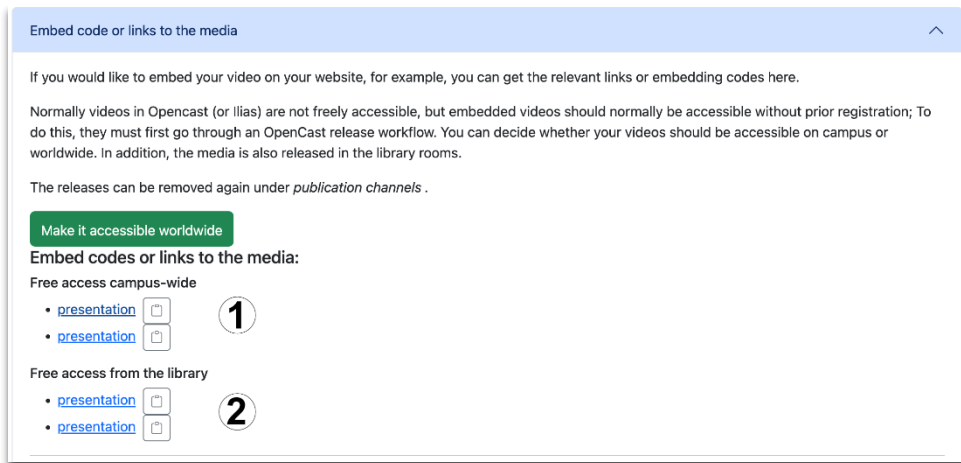 Embed code or links to the media
If you would like to embed your video on your website, for example, you can get the relevant links or embedding codes here.
Normally videos in Opencast (or Ilias) are not freely accessible, but embedded videos should normally be accessible without prior registration; To
do this, they must first go through an OpenCast release workflow. You can decide whether your videos should be accessible on campus or
worldwide. In addition, the media is also released in the library rooms.
The releases can be removed again under publication channels .
Make it accessible worldwide
Embed codes or links to the media:
Free access campus-wide
• presentation
1
• presentation
Free access from the library
• presentation
2
• presentation